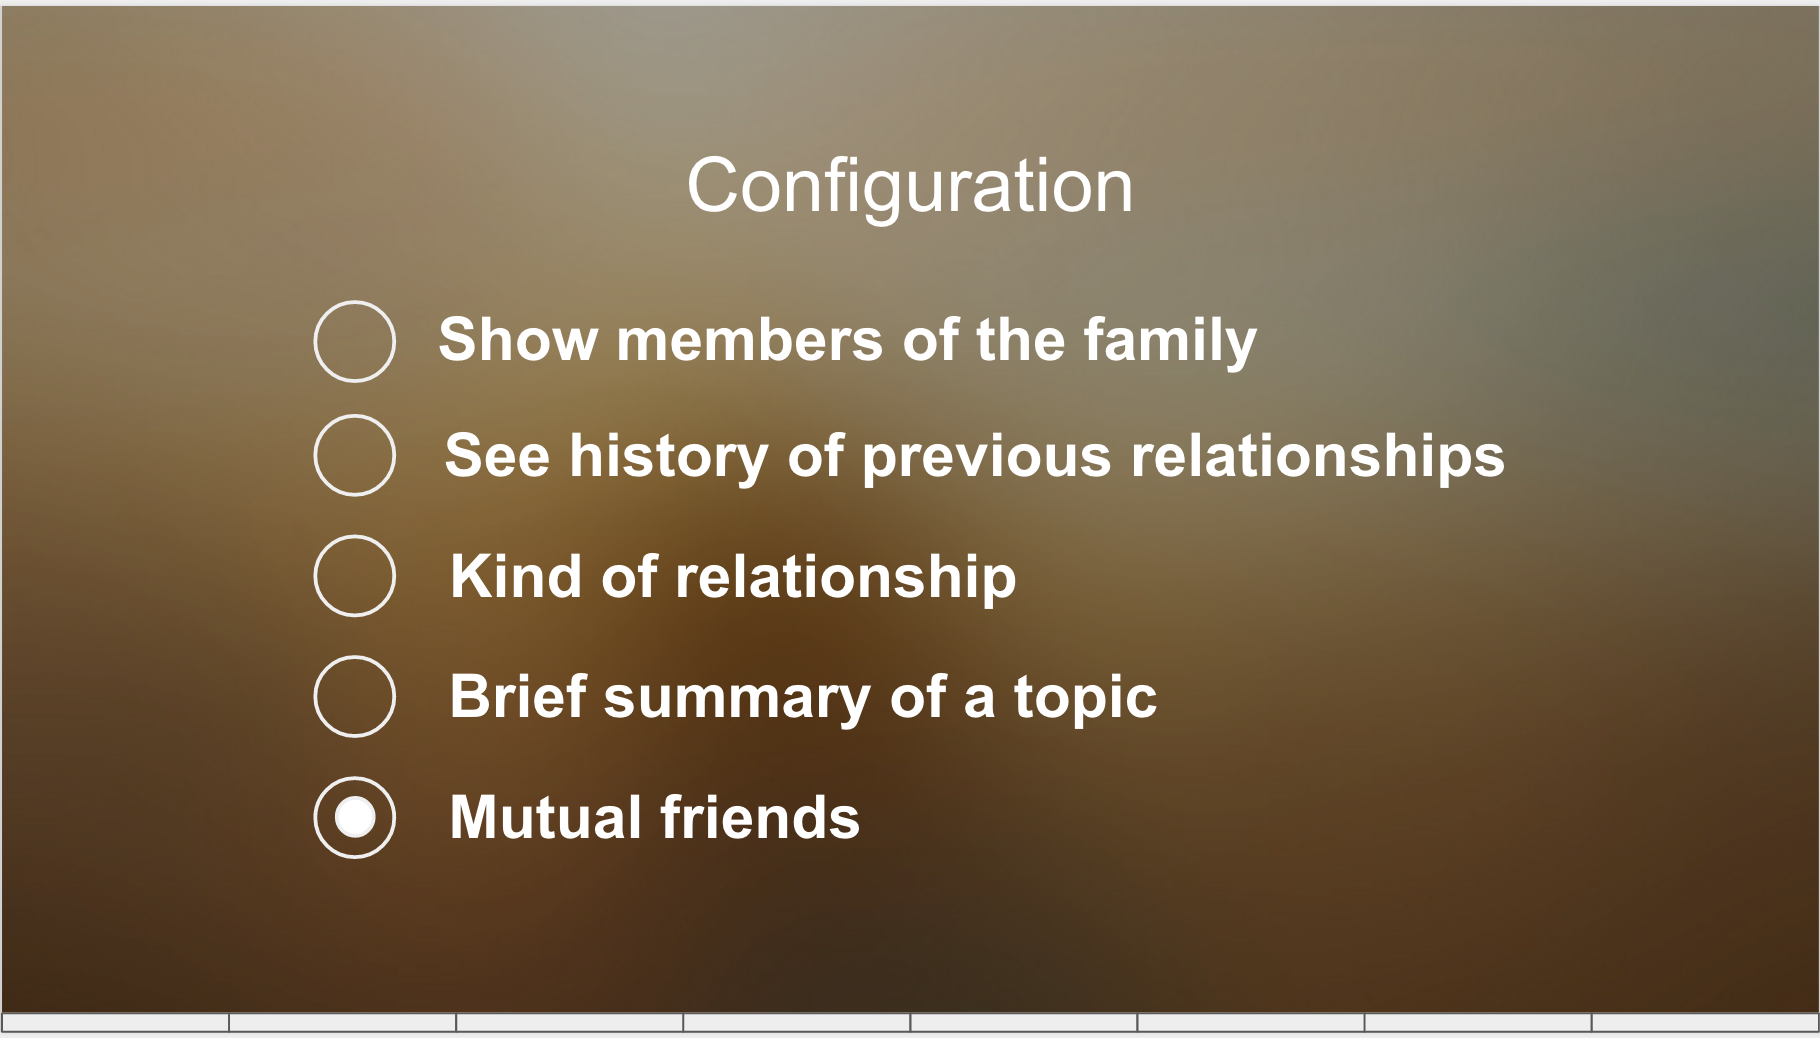 Configuration
Show members of the family
See history of previous relationships
Kind of relationship
Brief summary of a topic
Mutual friends